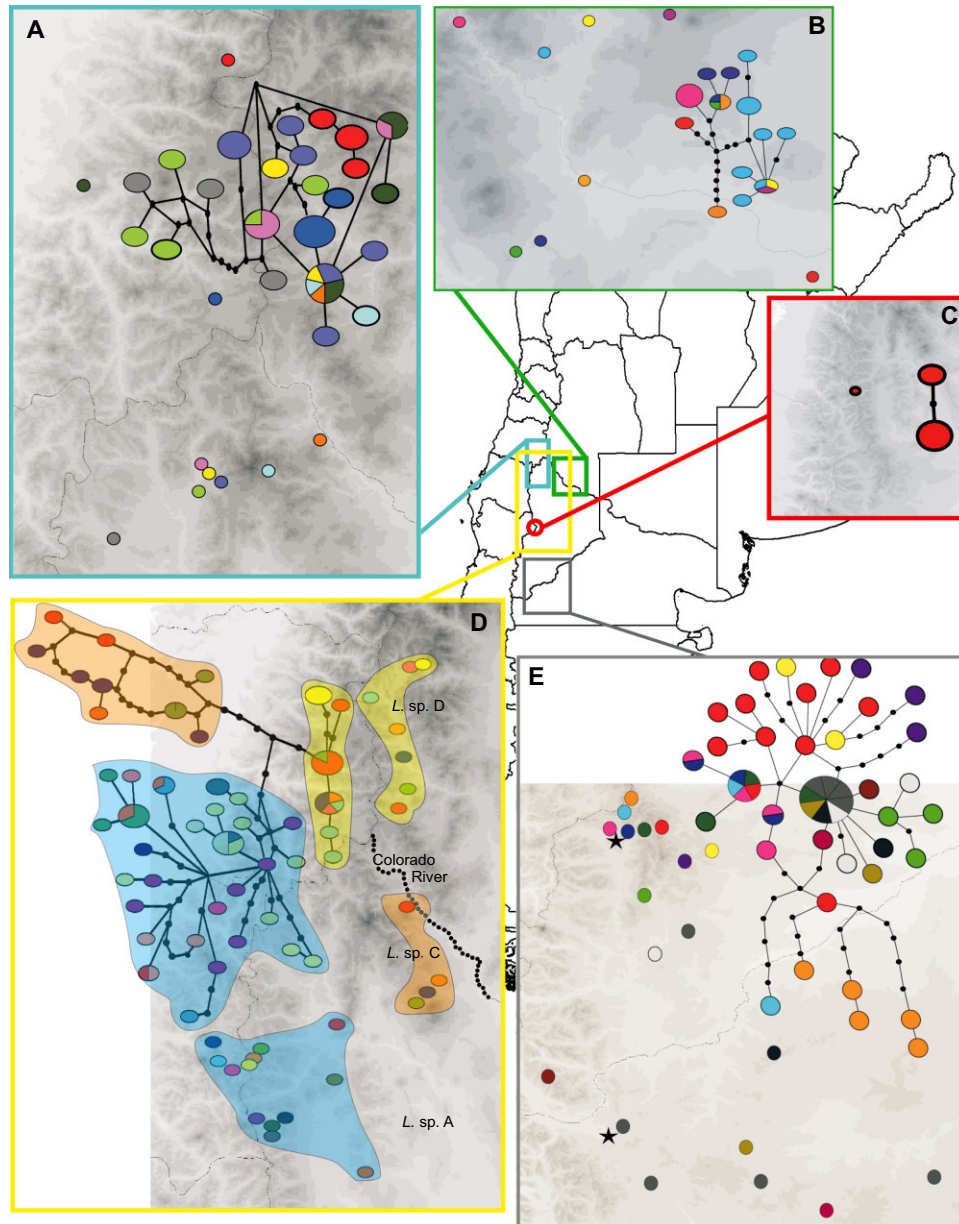 A
B
C
D
L. sp. D
Colorado
River
L. sp. C
L. sp. A
E